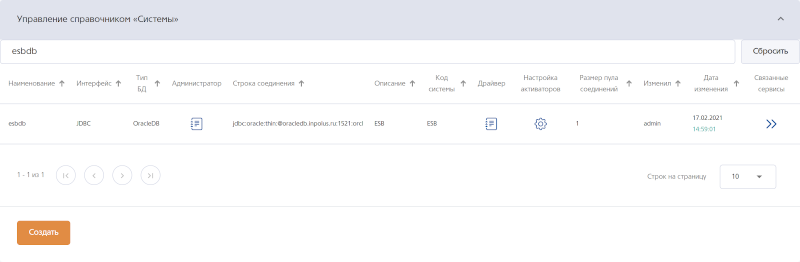 Управление справочником «Системы»
esbdb
Сбросить
Наименование
Интерфейс
Тип
БД
Администратор
Строка соединения
Описание
Код
системы
Драйвер
Настройка
активаторов
Размер пула
соединений
Изменил
Дата
изменения
Связанные
сервисы
esbdb
JDBC
OracleDB
jdbc:oracle:thin:@oracledb.inpolus.ru:1521:orcl
ESB
ESB
1
admin
17.02.2021
14:59:01
1 - 1 из 1
Строк на страницу
10
Создать